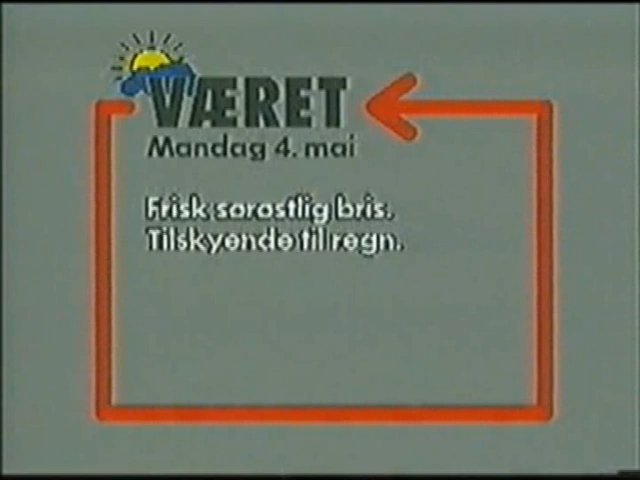 VÆRET
Mandag 4. mai
Frisk sørøstlig bris.
Tilskyende til regn.